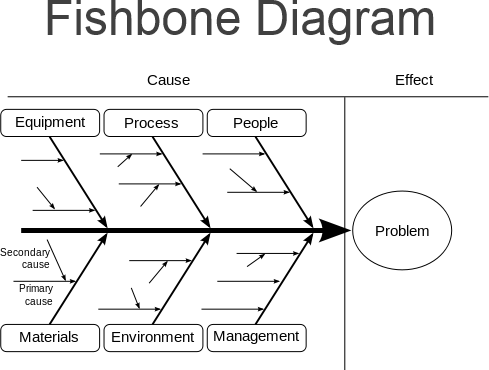 Fishbone Diagram
Cause
Effect
Equipment
Process
People
Problem
Secondary
cause
Primary
cause
Materials
Environment
Management